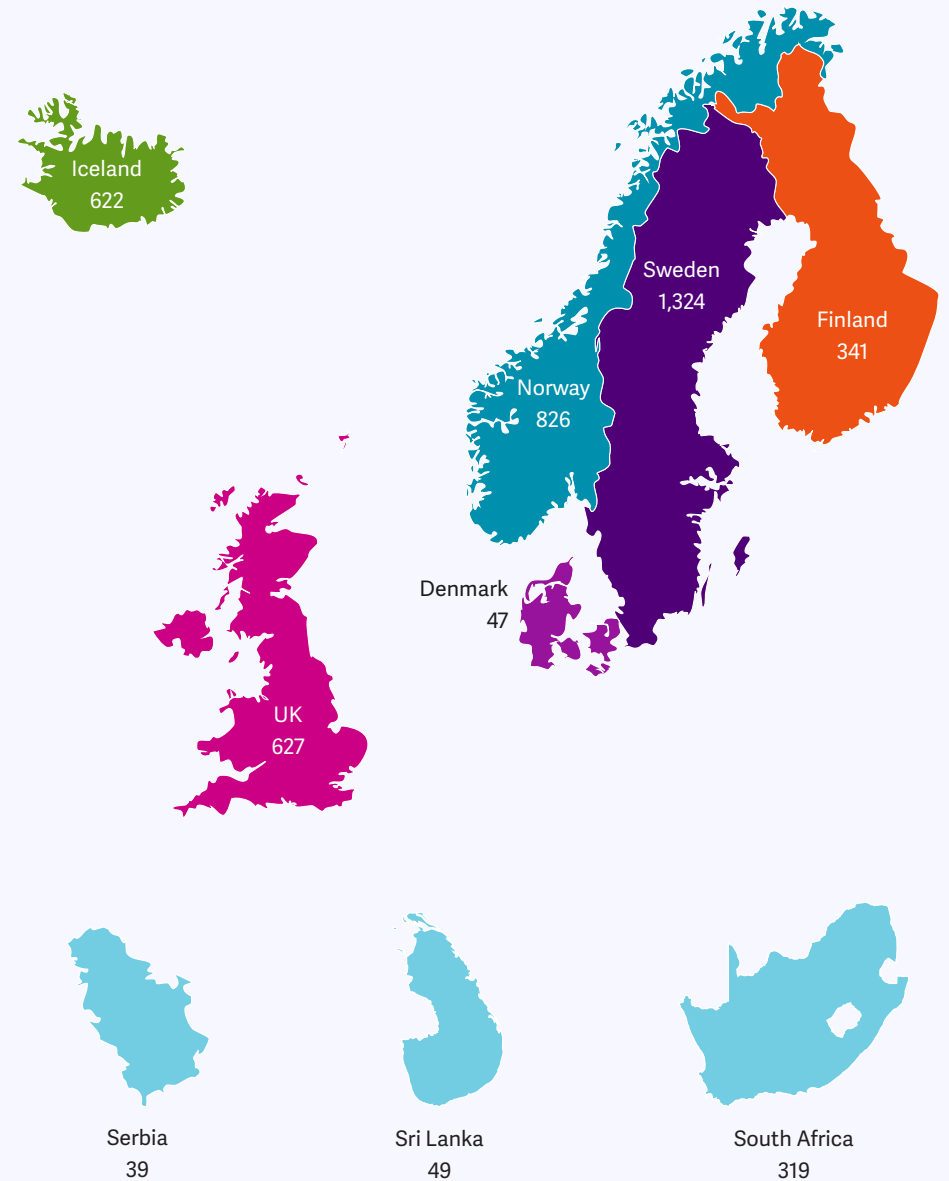 Iceland
622
Sweden
1,324
Finland
341
Norway
826
Denmark
47
UK
627
Serbia
39
Sri Lanka
49
South Africa
319